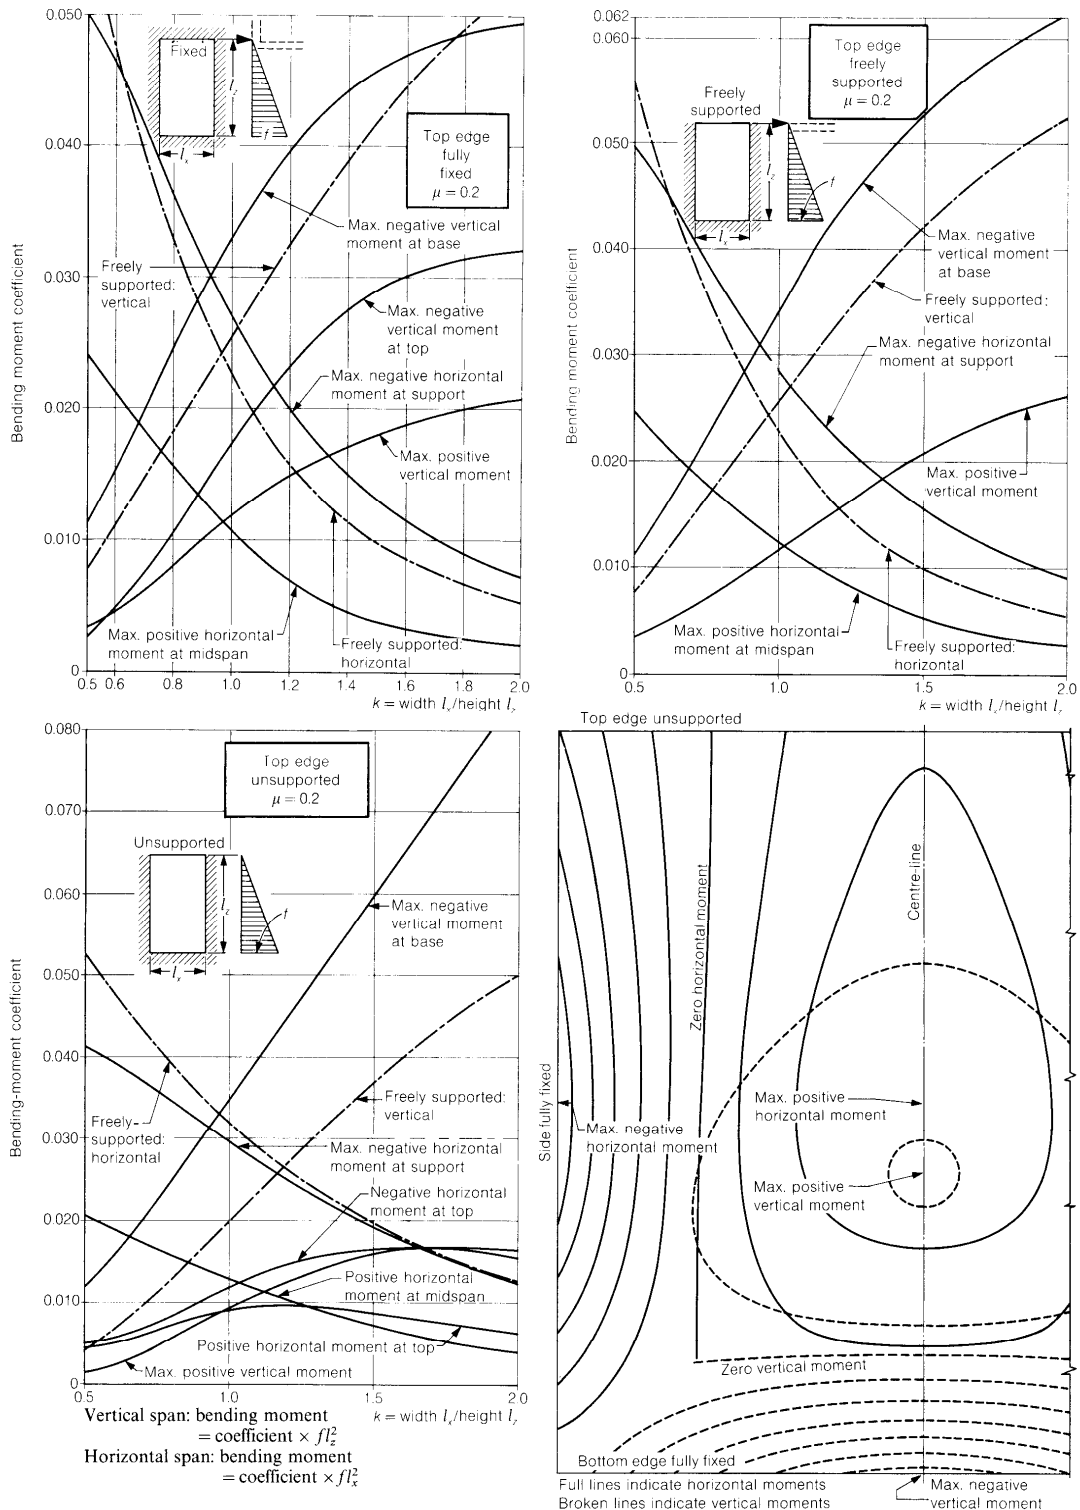 0.050
0.040
0.030
0.020
0.010
0
Bending moment coefficient
Fixed
l_z
f
l_x
Top edge
fully
fixed
μ = 0.2
Max. negative vertical
moment at base
Freely
supported:
vertical
Max. negative
vertical moment
at top
Max. negative horizontal
moment at support
Max. positive
vertical moment
Max. positive horizontal
moment at midspan
Freely supported:
horizontal
0.5 0.6 0.8 1.0 1.2 1.4 1.6 1.8 2.0
k = width l_x/height l_z
0.062
0.060
0.050
0.040
0.030
0.020
0.010
0
Bending moment coefficient
Top edge
freely
supported
μ = 0.2
Freely
supported
l_z
f
l_x
Max. negative
vertical moment
at base
Freely supported:
vertical
Max. negative horizontal
moment at support
Max. positive
vertical moment
Max. positive horizontal
moment at midspan
Freely supported:
horizontal
0.5 1.0 1.5 2.0
k = width l_x/height l_z
0.080
0.070
0.060
0.050
0.040
0.030
0.020
0.010
0
Bending-moment coefficient
Top edge
unsupported
μ = 0.2
Unsupported
l_z
f
l_x
Max. negative
vertical moment
at base
Freely supported:
vertical
Freely-
supported:
horizontal
Max. negative horizontal
moment at support
Negative horizontal
moment at top
Positive horizontal
moment at midspan
Positive horizontal moment at top
Max. positive vertical moment
0.5 1.0 1.5 2.0
k = width l_x/height l_z
Vertical span: bending moment
= coefficient × fl_z²
Horizontal span: bending moment
= coefficient × fl_x²
Top edge unsupported
Side fully fixed
Zero horizontal moment
Centre-line
Max. negative
horizontal moment
Max. positive
horizontal moment
Max. positive
vertical moment
Zero vertical moment
Bottom edge fully fixed
Full lines indicate horizontal moments
Broken lines indicate vertical moments
Max. negative
vertical moment